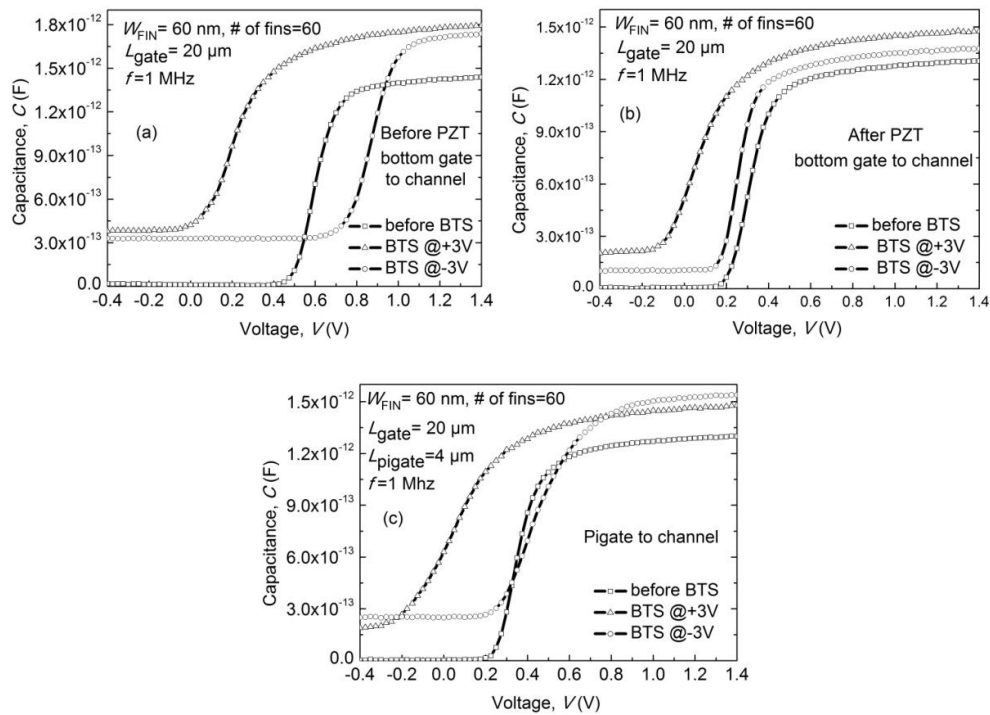 W_FIN= 60 nm, # of fins=60
L_gate= 20 µm
f=1 MHz
(a)
Before PZT
bottom gate
to channel
before BTS
BTS @+3V
BTS @-3V
1.8x10⁻¹²
1.5x10⁻¹²
1.2x10⁻¹²
9.0x10⁻¹³
6.0x10⁻¹³
3.0x10⁻¹³
0.0
Capacitance, C (F)
-0.4 -0.2 0.0 0.2 0.4 0.6 0.8 1.0 1.2 1.4
Voltage, V (V)
W_FIN= 60 nm, # of fins=60
L_gate= 20 µm
f=1 MHz
(b)
After PZT
bottom gate to channel
before BTS
BTS @+3V
BTS @-3V
1.5x10⁻¹²
1.2x10⁻¹²
9.0x10⁻¹³
6.0x10⁻¹³
3.0x10⁻¹³
0.0
Capacitance, C (F)
-0.4 -0.2 0.0 0.2 0.4 0.6 0.8 1.0 1.2 1.4
Voltage, V (V)
W_FIN= 60 nm, # of fins=60
L_gate= 20 µm
L_pigate=4 µm
f=1 Mhz
(c)
Pigate to channel
before BTS
BTS @+3V
BTS @-3V
1.5x10⁻¹²
1.2x10⁻¹²
9.0x10⁻¹³
6.0x10⁻¹³
3.0x10⁻¹³
0.0
Capacitance, C (F)
-0.4 -0.2 0.0 0.2 0.4 0.6 0.8 1.0 1.2 1.4
Voltage, V (V)